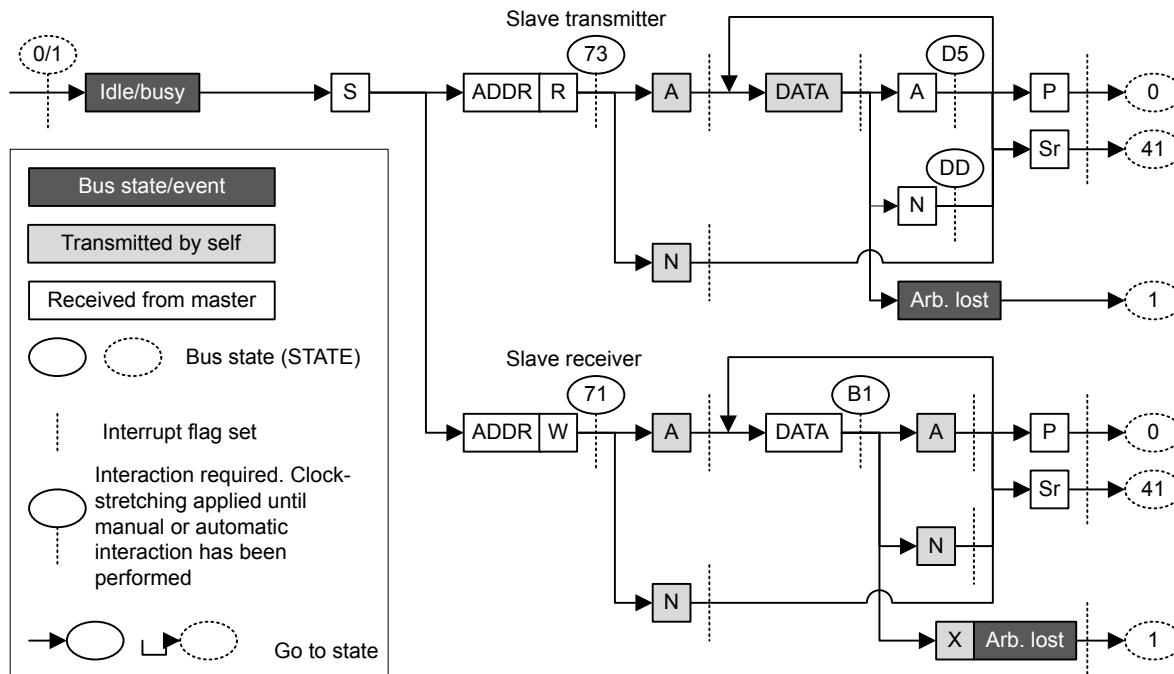 Slave transmitter
0/1
73
D5
Idle/busy
S
ADDR R
A
DATA
A
P
0
Sr
41
DD
N
N
Arb. lost
1
Bus state/event
Transmitted by self
Received from master
Bus state (STATE)
Interrupt flag set
Interaction required. Clock-
stretching applied until
manual or automatic
interaction has been
performed
Go to state
Slave receiver
71
B1
ADDR W
A
DATA
A
P
0
Sr
41
N
N
X Arb. lost
1